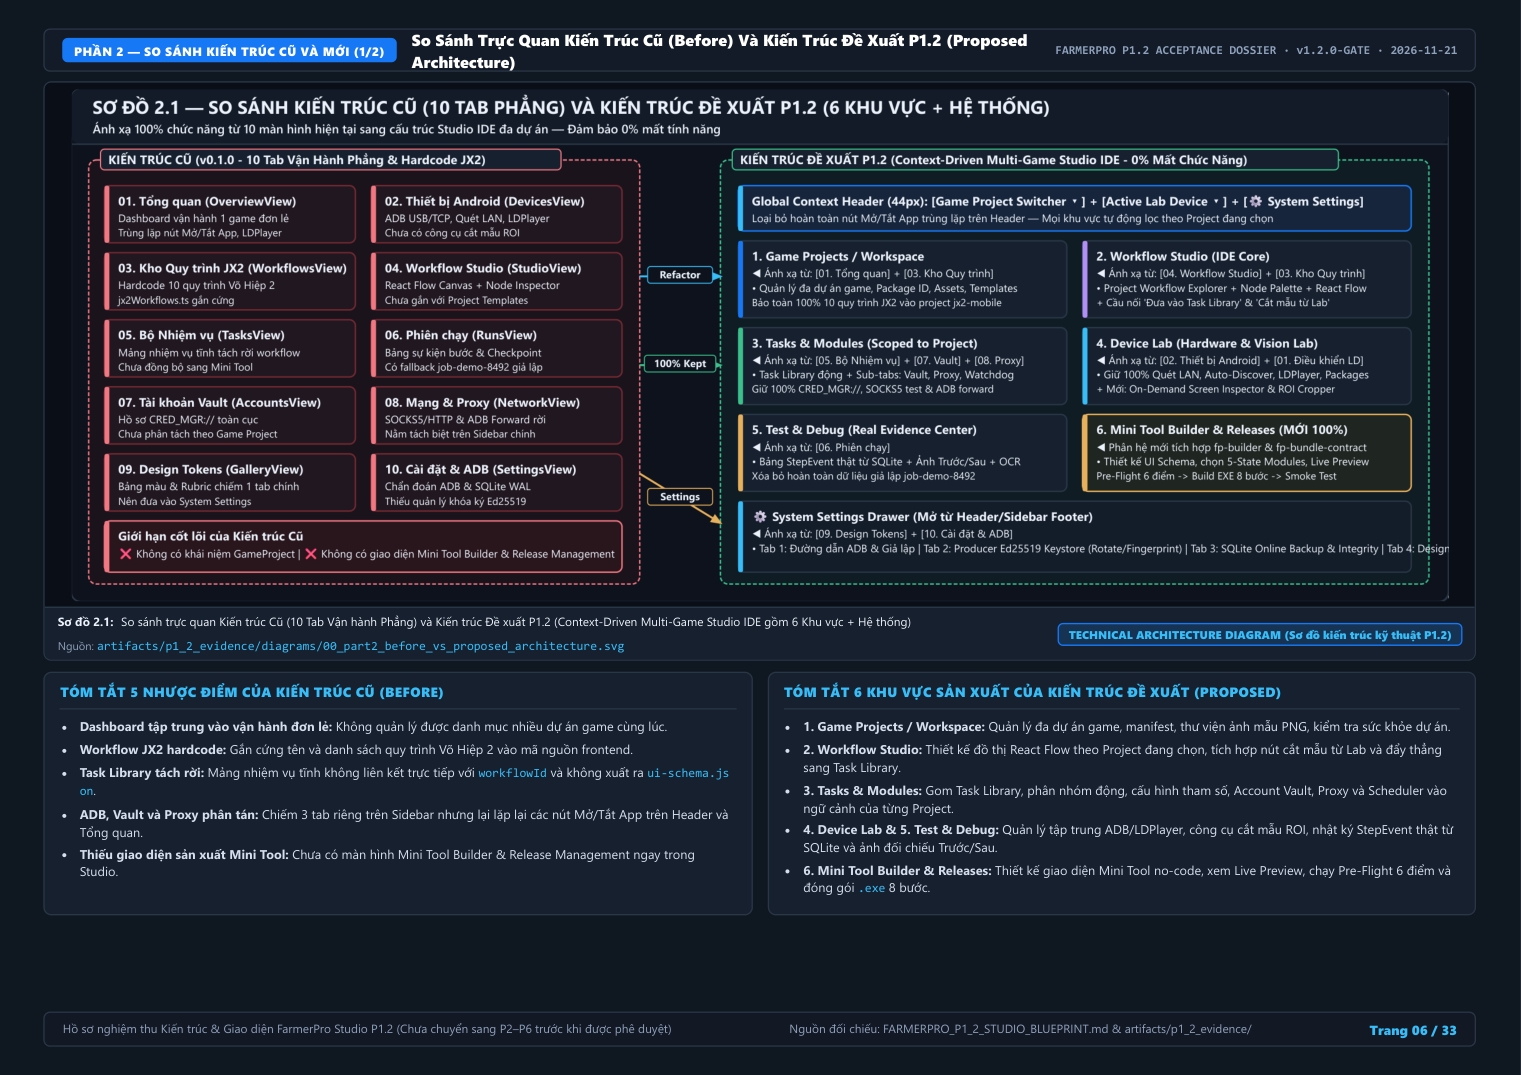 PHẦN 2 — SO SÁNH KIẾN TRÚC CŨ VÀ MỚI (1/2)
So Sánh Trực Quan Kiến Trúc Cũ (Before) Và Kiến Trúc Đề Xuất P1.2 (Proposed
Architecture)
FARMERPRO P1.2 ACCEPTANCE DOSSIER · v1.2.0-GATE · 2026-11-21
SƠ ĐỒ 2.1 — SO SÁNH KIẾN TRÚC CŨ (10 TAB PHẲNG) VÀ KIẾN TRÚC ĐỀ XUẤT P1.2 (6 KHU VỰC + HỆ THỐNG)
Ánh xạ 100% chức năng từ 10 màn hình hiện tại sang cấu trúc Studio IDE đa dự án — Đảm bảo 0% mất tính năng
KIẾN TRÚC CŨ (v0.1.0 - 10 Tab Vận Hành Phẳng & Hardcode JX2)
01. Tổng quan (OverviewView)
Dashboard vận hành 1 game đơn lẻ
Trùng lặp nút Mở/Tắt App, LDPlayer
02. Thiết bị Android (DevicesView)
ADB USB/TCP, Quét LAN, LDPlayer
Chưa có công cụ cắt mẫu ROI
03. Kho Quy trình JX2 (WorkflowsView)
Hardcode 10 quy trình Võ Hiệp 2
jx2Workflows.ts gắn cứng
04. Workflow Studio (StudioView)
React Flow Canvas + Node Inspector
Chưa gắn với Project Templates
05. Bộ Nhiệm vụ (TasksView)
Mảng nhiệm vụ tĩnh tách rời workflow
Chưa đồng bộ sang Mini Tool
06. Phiên chạy (RunsView)
Bảng sự kiện bước & Checkpoint
Có fallback job-demo-8492 giả lập
07. Tài khoản Vault (AccountsView)
Hồ sơ CRED_MGR:// toàn cục
Chưa phân tách theo Game Project
08. Mạng & Proxy (NetworkView)
SOCKS5/HTTP & ADB Forward rời
Nằm tách biệt trên Sidebar chính
09. Design Tokens (GalleryView)
Bảng màu & Rubric chiếm 1 tab chính
Nên đưa vào System Settings
10. Cài đặt & ADB (SettingsView)
Chẩn đoán ADB & SQLite WAL
Thiếu quản lý khóa ký Ed25519
Giới hạn cốt lõi của Kiến trúc Cũ
❌ Không có khái niệm GameProject | ❌ Không có giao diện Mini Tool Builder & Release Management
Refactor
100% Kept
Settings
KIẾN TRÚC ĐỀ XUẤT P1.2 (Context-Driven Multi-Game Studio IDE - 0% Mất Chức Năng)
Global Context Header (44px): [Game Project Switcher ▾ ] + [Active Lab Device ▾ ] + [ ⚙ System Settings]
Loại bỏ hoàn toàn nút Mở/Tắt App trùng lặp trên Header — Mọi khu vực tự động lọc theo Project đang chọn
1. Game Projects / Workspace
◀ Ánh xạ từ: [01. Tổng quan] + [03. Kho Quy trình]
• Quản lý đa dự án game, Package ID, Assets, Templates
Bảo toàn 100% 10 quy trình JX2 vào project jx2-mobile
2. Workflow Studio (IDE Core)
◀ Ánh xạ từ: [04. Workflow Studio] + [03. Kho Quy trình]
• Project Workflow Explorer + Node Palette + React Flow
+ Cầu nối 'Đưa vào Task Library' & 'Cắt mẫu từ Lab'
3. Tasks & Modules (Scoped to Project)
◀ Ánh xạ từ: [05. Bộ Nhiệm vụ] + [07. Vault] + [08. Proxy]
• Task Library động + Sub-tabs: Vault, Proxy, Watchdog
Giữ 100% CRED_MGR://, SOCKS5 test & ADB forward
4. Device Lab (Hardware & Vision Lab)
◀ Ánh xạ từ: [02. Thiết bị Android] + [01. Điều khiển LD]
• Giữ 100% Quét LAN, Auto-Discover, LDPlayer, Packages
+ Mới: On-Demand Screen Inspector & ROI Cropper
5. Test & Debug (Real Evidence Center)
◀ Ánh xạ từ: [06. Phiên chạy]
• Bảng StepEvent thật từ SQLite + Ảnh Trước/Sau + OCR
Xóa bỏ hoàn toàn dữ liệu giả lập job-demo-8492
6. Mini Tool Builder & Releases (MỚI 100%)
◀ Phân hệ mới tích hợp fp-builder & fp-bundle-contract
• Thiết kế UI Schema, chọn 5-State Modules, Live Preview
Pre-Flight 6 điểm -> Build EXE 8 bước -> Smoke Test
⚙ System Settings Drawer (Mở từ Header/Sidebar Footer)
◀ Ánh xạ từ: [09. Design Tokens] + [10. Cài đặt & ADB]
• Tab 1: Đường dẫn ADB & Giả lập | Tab 2: Producer Ed25519 Keystore (Rotate/Fingerprint) | Tab 3: SQLite Online Backup & Integrity | Tab 4: Design
Sơ đồ 2.1: So sánh trực quan Kiến trúc Cũ (10 Tab Vận hành Phẳng) và Kiến trúc Đề xuất P1.2 (Context-Driven Multi-Game Studio IDE gồm 6 Khu vực + Hệ thống)
Nguồn: artifacts/p1_2_evidence/diagrams/00_part2_before_vs_proposed_architecture.svg
TECHNICAL ARCHITECTURE DIAGRAM (Sơ đồ kiến trúc kỹ thuật P1.2)
TÓM TẮT 5 NHƯỢC ĐIỂM CỦA KIẾN TRÚC CŨ (BEFORE)
• Dashboard tập trung vào vận hành đơn lẻ: Không quản lý được danh mục nhiều dự án game cùng lúc.
• Workflow JX2 hardcode: Gắn cứng tên và danh sách quy trình Võ Hiệp 2 vào mã nguồn frontend.
• Task Library tách rời: Mảng nhiệm vụ tĩnh không liên kết trực tiếp với workflowId và không xuất ra ui-schema.js
on.
• ADB, Vault và Proxy phân tán: Chiếm 3 tab riêng trên Sidebar nhưng lại lặp lại các nút Mở/Tắt App trên Header và
Tổng quan.
• Thiếu giao diện sản xuất Mini Tool: Chưa có màn hình Mini Tool Builder & Release Management ngay trong
Studio.
TÓM TẮT 6 KHU VỰC SẢN XUẤT CỦA KIẾN TRÚC ĐỀ XUẤT (PROPOSED)
• 1. Game Projects / Workspace: Quản lý đa dự án game, manifest, thư viện ảnh mẫu PNG, kiểm tra sức khỏe dự án.
• 2. Workflow Studio: Thiết kế đồ thị React Flow theo Project đang chọn, tích hợp nút cắt mẫu từ Lab và đẩy thẳng
sang Task Library.
• 3. Tasks & Modules: Gom Task Library, phân nhóm động, cấu hình tham số, Account Vault, Proxy và Scheduler vào
ngữ cảnh của từng Project.
• 4. Device Lab & 5. Test & Debug: Quản lý tập trung ADB/LDPlayer, công cụ cắt mẫu ROI, nhật ký StepEvent thật từ
SQLite và ảnh đối chiếu Trước/Sau.
• 6. Mini Tool Builder & Releases: Thiết kế giao diện Mini Tool no-code, xem Live Preview, chạy Pre-Flight 6 điểm và
đóng gói .exe 8 bước.
Hồ sơ nghiệm thu Kiến trúc & Giao diện FarmerPro Studio P1.2 (Chưa chuyển sang P2–P6 trước khi được phê duyệt)
Nguồn đối chiếu: FARMERPRO_P1_2_STUDIO_BLUEPRINT.md & artifacts/p1_2_evidence/
Trang 06 / 33